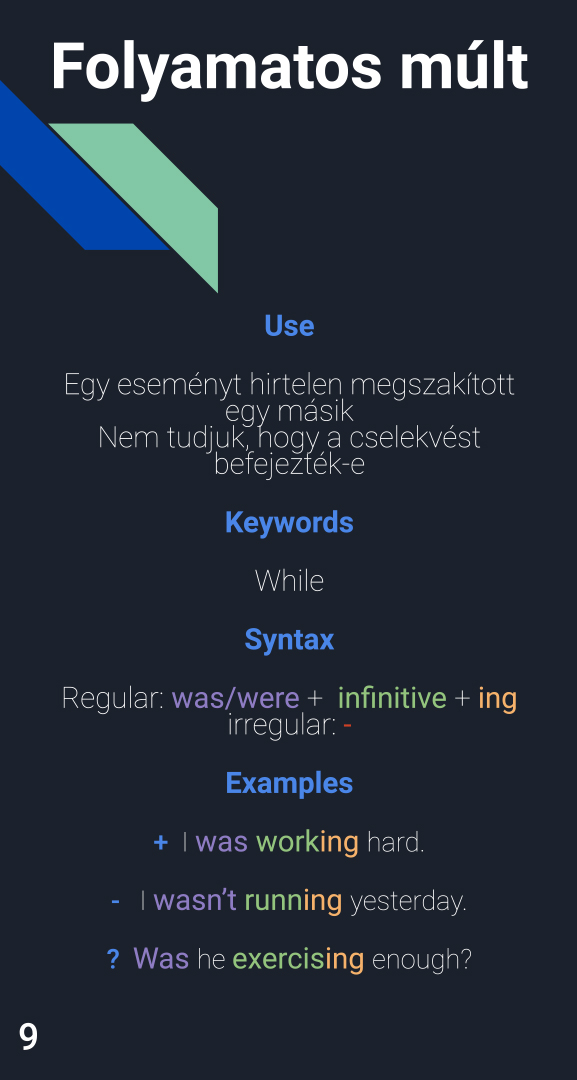 Folyamatos múlt
Use
Egy eseményt hirtelen megszakított
egy másik
Nem tudjuk, hogy a cselekvést
befejezték-e
Keywords
While
Syntax
Regular: was/were + infinitive + ing
irregular: -
Examples
+ I was working hard.
- I wasn't running yesterday.
? Was he exercising enough?
9